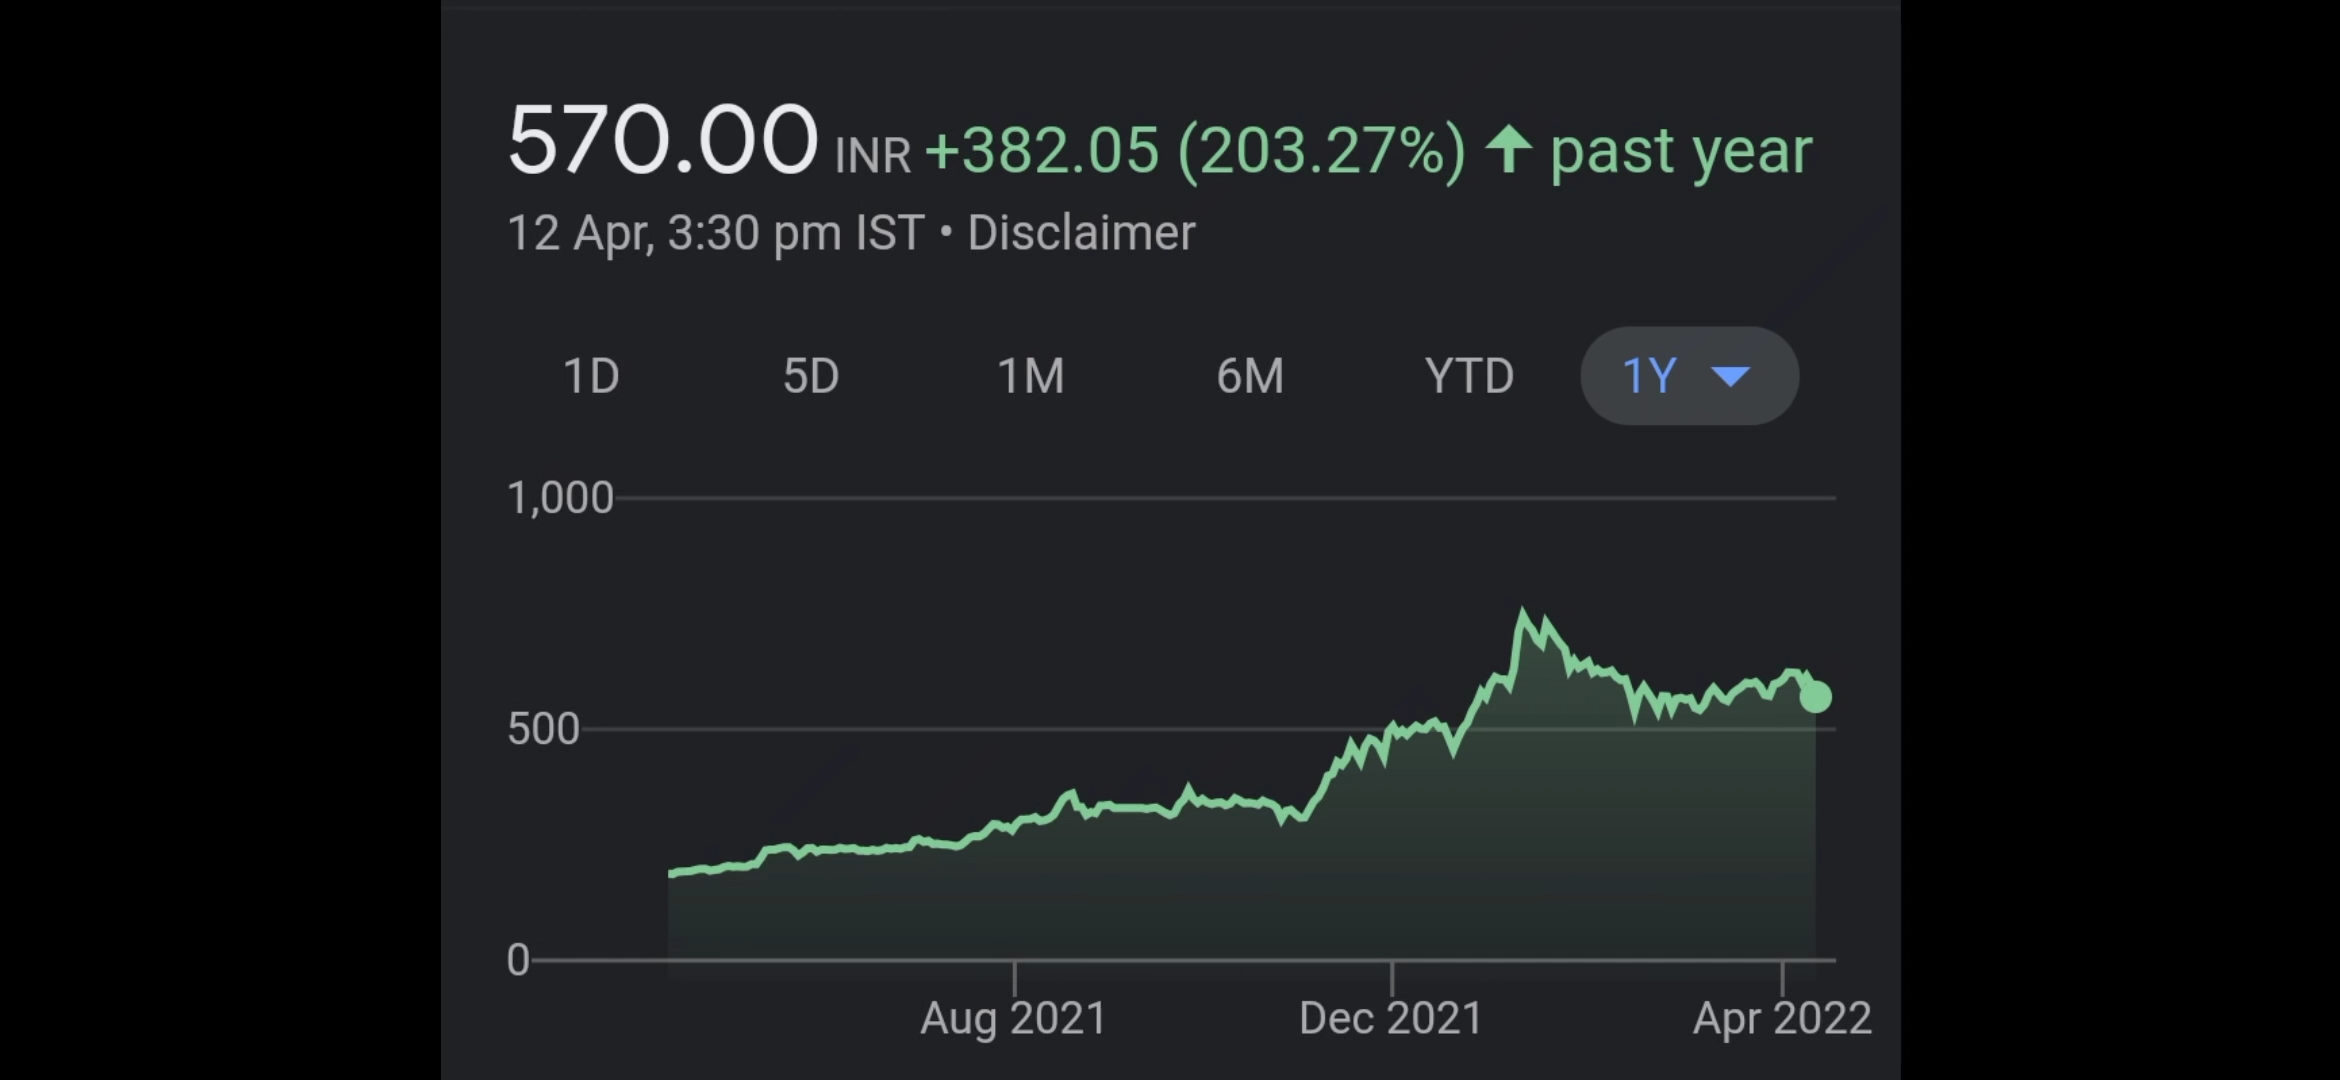 570.00 INR +382.05 (203.27%) ↑ past year
12 Apr, 3:30 pm IST • Disclaimer
1D 5D 1M 6M YTD 1Y
1,000
500
0
Aug 2021 Dec 2021 Apr 2022